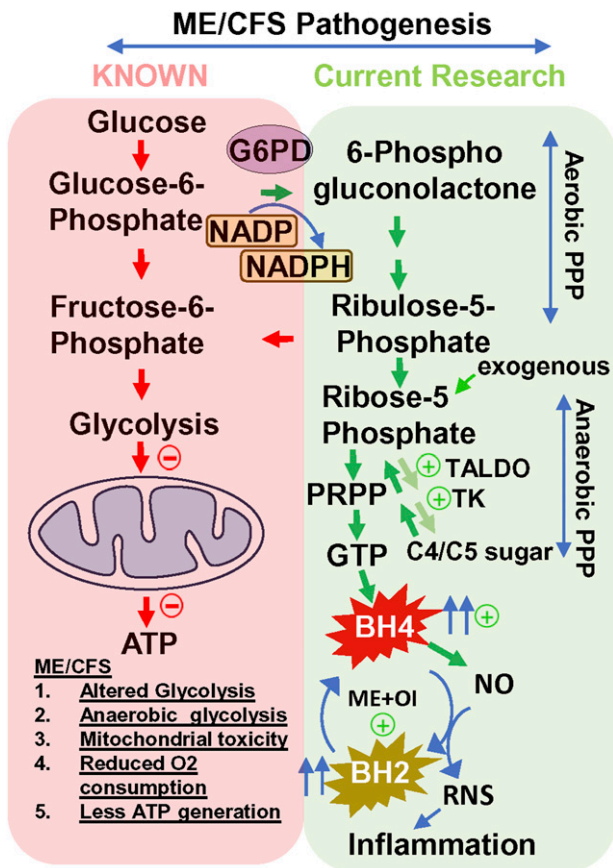 ME/CFS Pathogenesis
KNOWN
Current Research
Glucose
G6PD
Glucose-6-
Phosphate
NADP
NADPH
6-Phospho
gluconolactone
Aerobic PPP
Fructose-6-
Phosphate
Ribulose-5-
Phosphate
exogenous
Glycolysis
Ribose-5
Phosphate
Anaerobic PPP
−
+ TALDO
+ TK
PRPP
C4/C5 sugar
GTP
−
ATP
BH4
+
NO
ME/CFS
1. Altered Glycolysis
2. Anaerobic glycolysis
3. Mitochondrial toxicity
4. Reduced O2
consumption
5. Less ATP generation
ME+OI
+
BH2
RNS
Inflammation